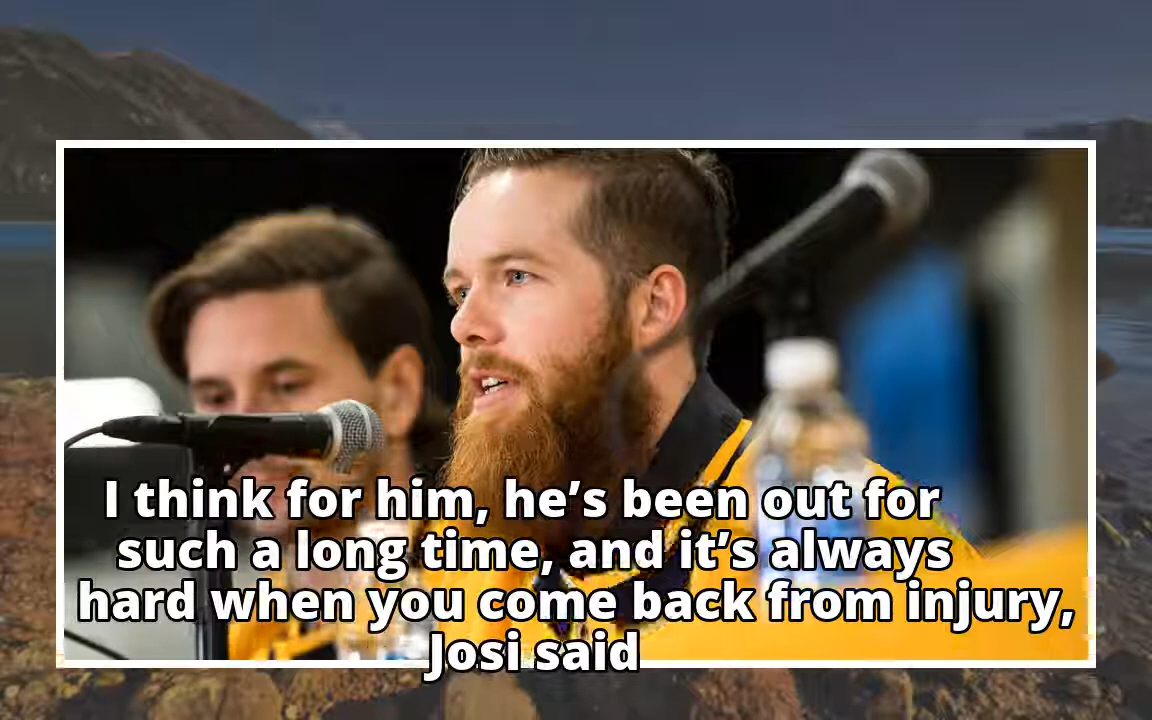 I think for him, he’s been out for
such a long time, and it’s always
hard when you come back from injury,
Josi said